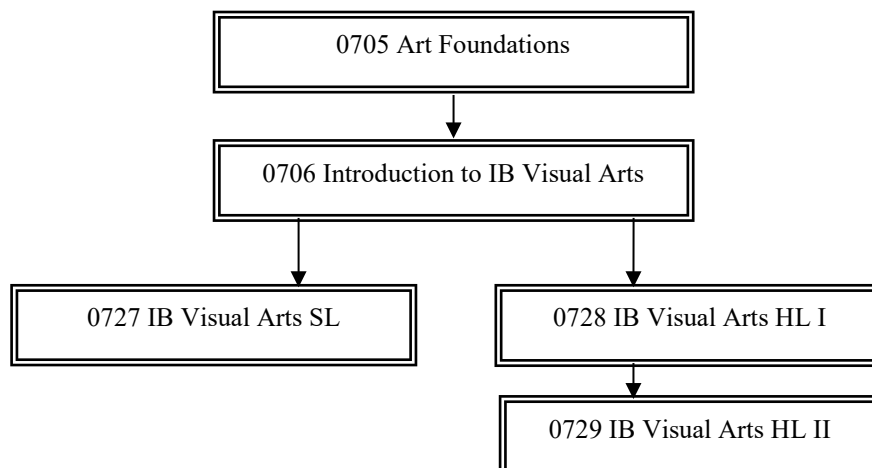 0705 Art Foundations
0706 Introduction to IB Visual Arts
0727 IB Visual Arts SL
0728 IB Visual Arts HL I
0729 IB Visual Arts HL II